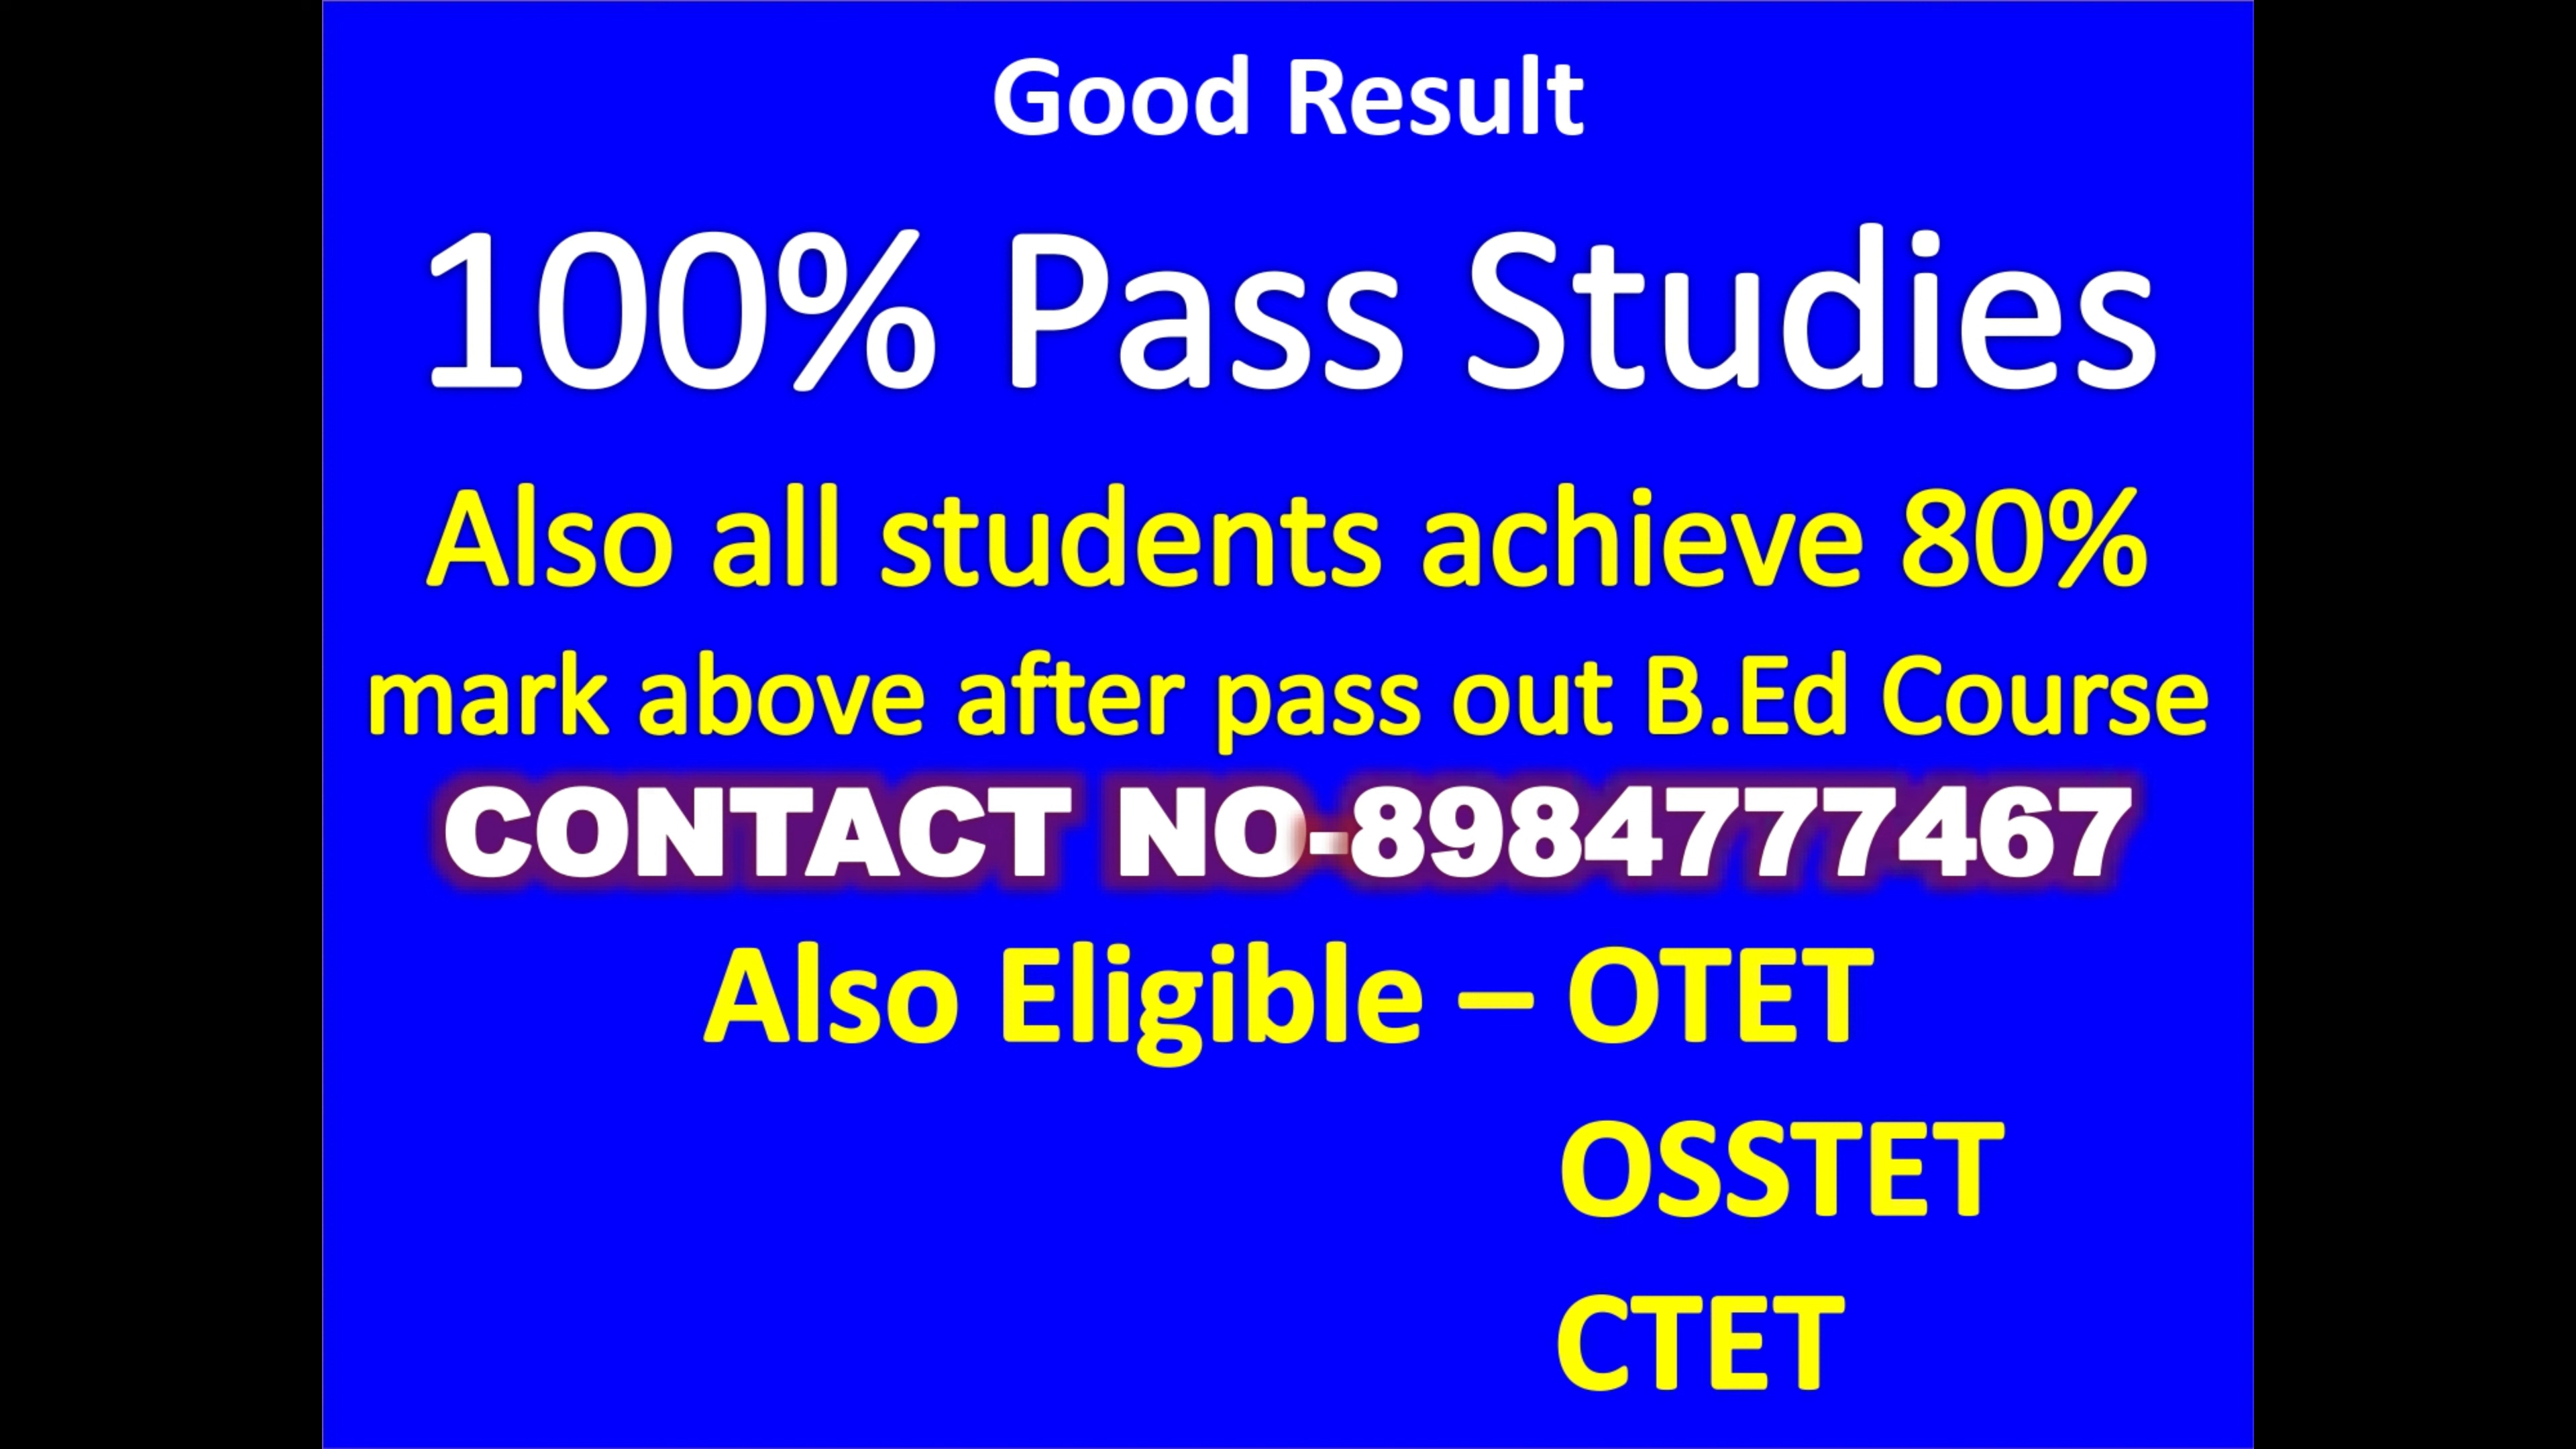 Good Result
100% Pass Studies
Also all students achieve 80%
mark above after pass out B.Ed Course
CONTACT NO-8984777467
Also Eligible – OTET
OSSTET
CTET